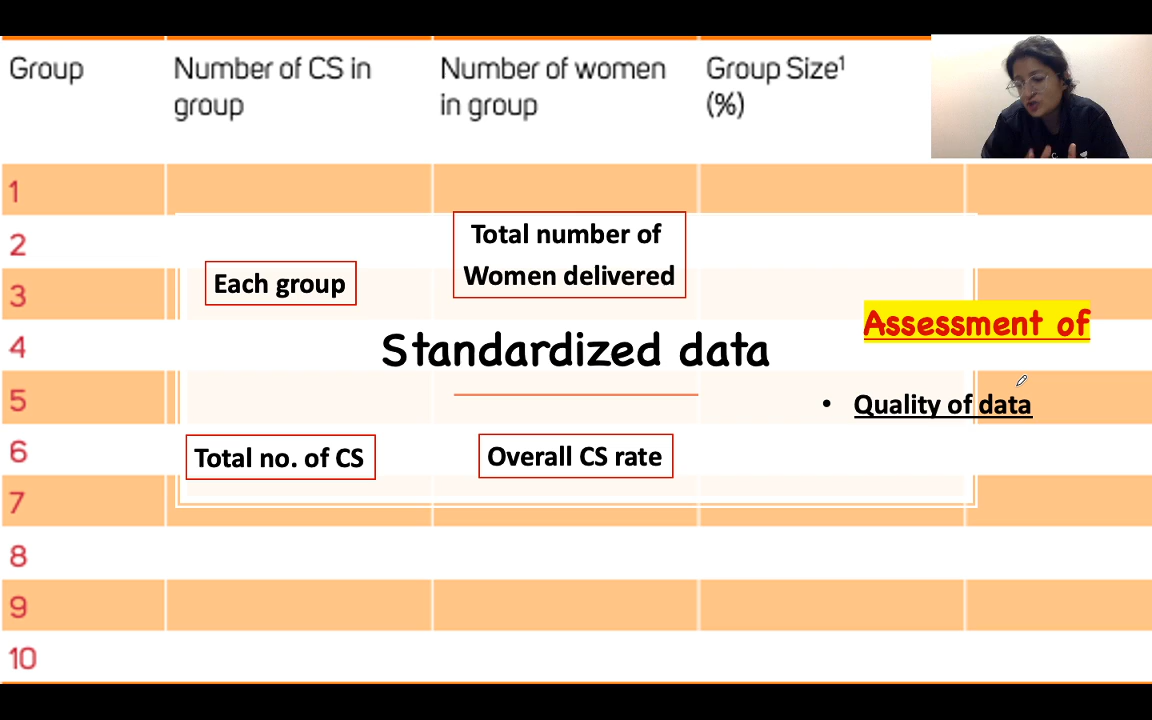 Group
Number of CS in
group
Number of women
in group
Group Size¹
(%)
1
2
3
4
5
6
7
8
9
10
Total number of
Women delivered
Each group
Standardized data
Total no. of CS
Overall CS rate
Assessment of
• Quality of data